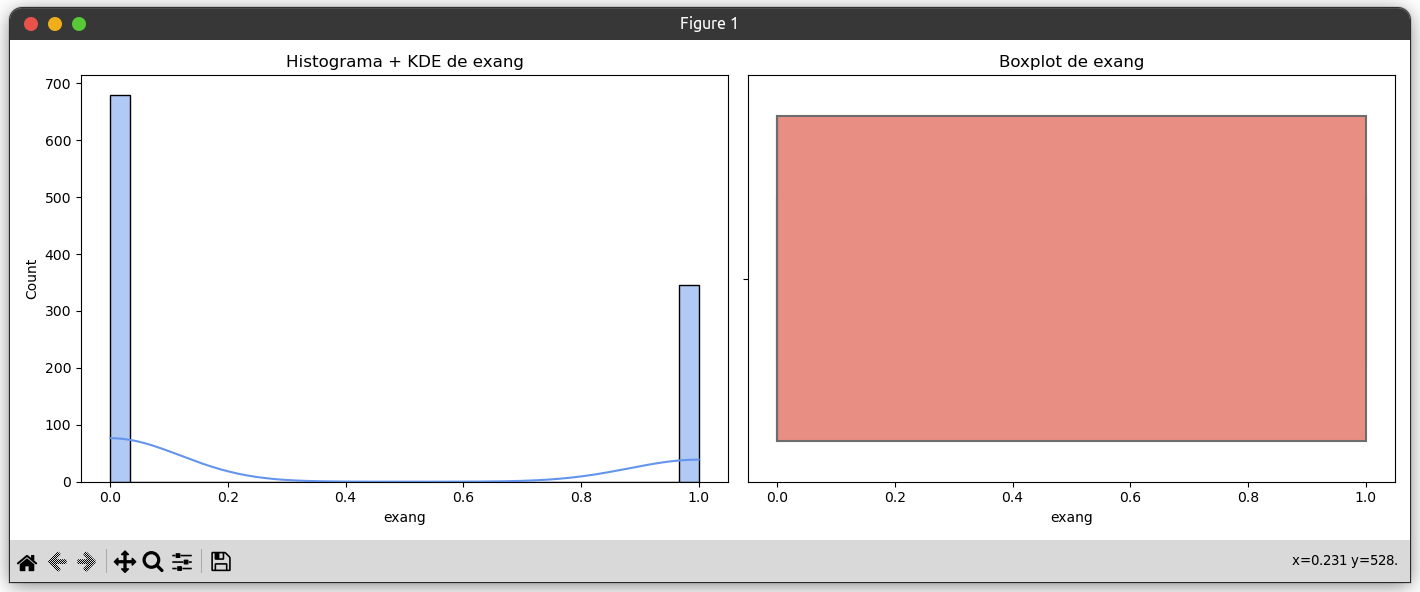 Figure 1
Histograma + KDE de exang
700
600
500
400
300
200
100
0
Count
0.0 0.2 0.4 0.6 0.8 1.0
exang
Boxplot de exang
0.0 0.2 0.4 0.6 0.8 1.0
exang
x=0.231 y=528.